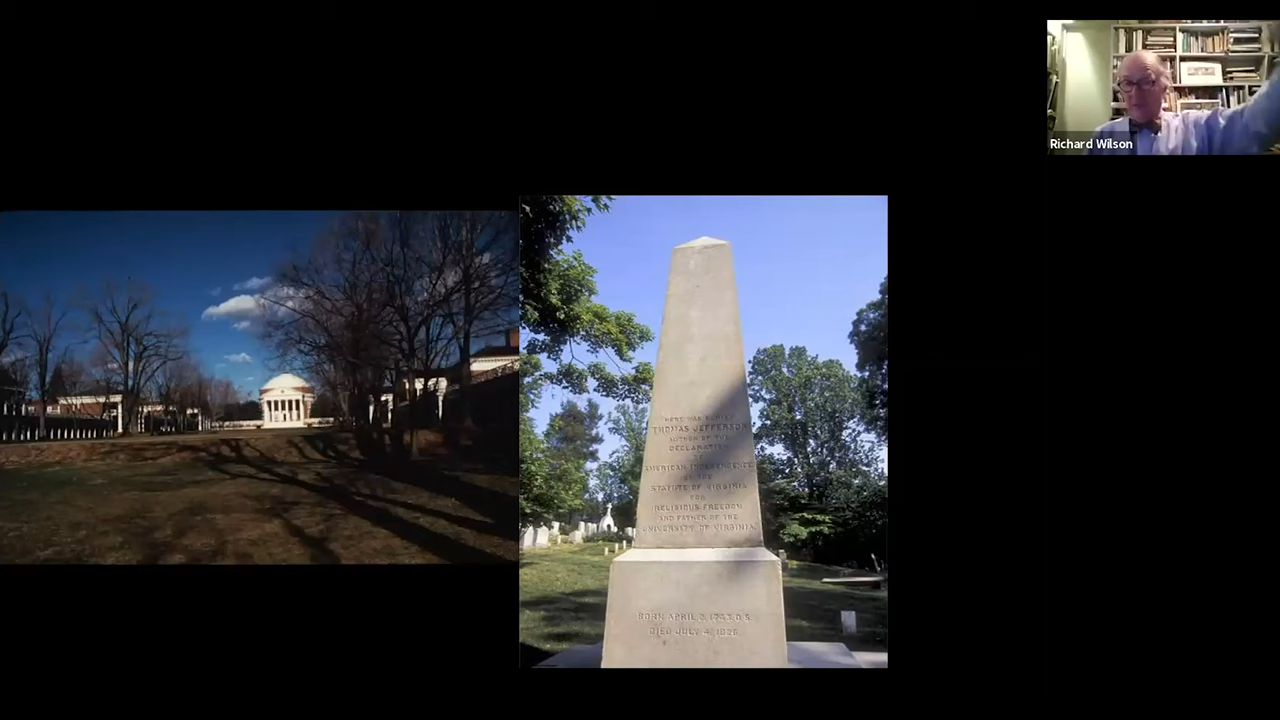 Richard Wilson
HERE WAS BURIED
THOMAS JEFFERSON
AUTHOR OF THE
DECLARATION
OF
AMERICAN INDEPENDENCE
OF THE
STATUTE OF VIRGINIA
FOR
RELIGIOUS FREEDOM
AND FATHER OF THE
UNIVERSITY OF VIRGINIA
BORN APRIL 2 1743 O.S.
DIED JULY 4 1826